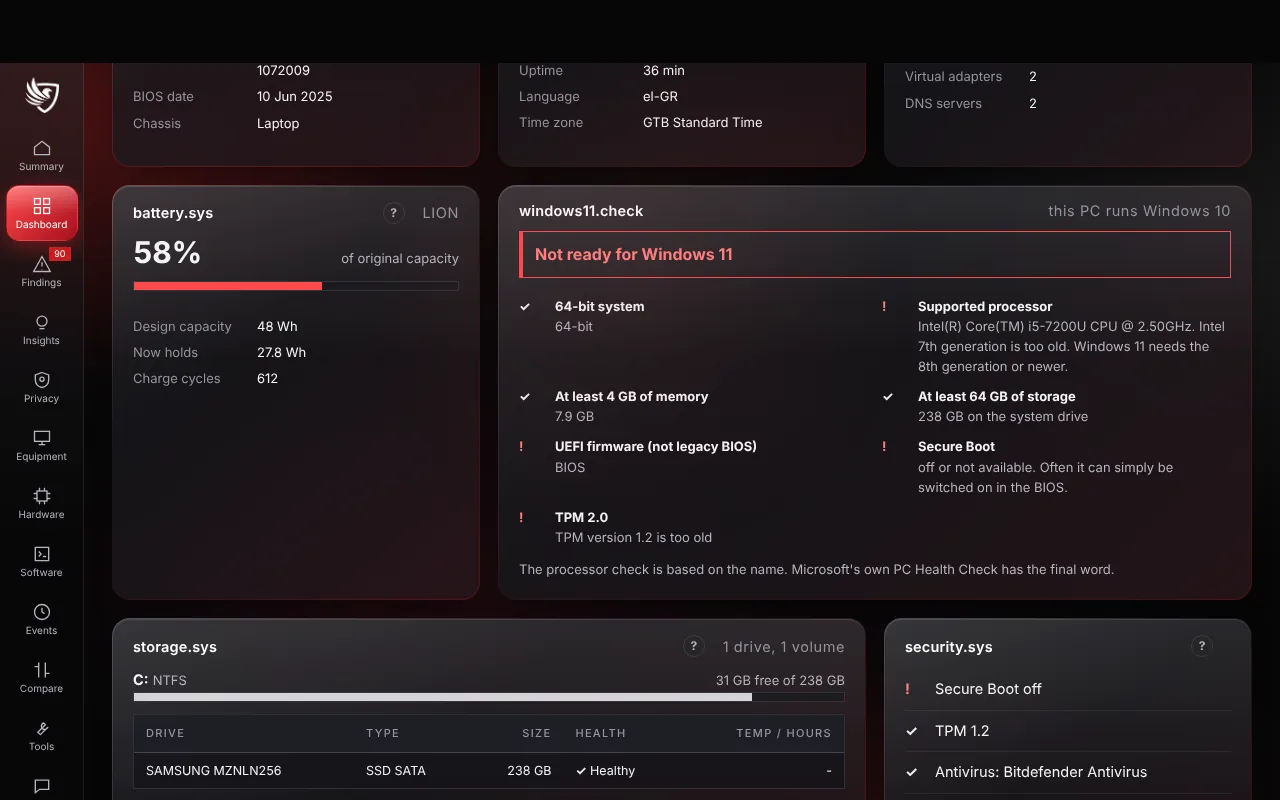 1072009
BIOS date 10 Jun 2025
Chassis Laptop
Uptime 36 min
Language el-GR
Time zone GTB Standard Time
Virtual adapters 2
DNS servers 2
Summary
Dashboard
90
Findings
Insights
Privacy
Equipment
Hardware
Software
Events
Compare
Tools
battery.sys ? LION
58% of original capacity
Design capacity 48 Wh
Now holds 27.8 Wh
Charge cycles 612
windows11.check this PC runs Windows 10
Not ready for Windows 11
64-bit system
64-bit
! Supported processor
Intel(R) Core(TM) i5-7200U CPU @ 2.50GHz. Intel
7th generation is too old. Windows 11 needs the
8th generation or newer.
At least 4 GB of memory
7.9 GB
At least 64 GB of storage
238 GB on the system drive
! UEFI firmware (not legacy BIOS)
BIOS
! Secure Boot
off or not available. Often it can simply be
switched on in the BIOS.
! TPM 2.0
TPM version 1.2 is too old
The processor check is based on the name. Microsoft's own PC Health Check has the final word.
storage.sys ? 1 drive, 1 volume
C: NTFS 31 GB free of 238 GB
DRIVE TYPE SIZE HEALTH TEMP / HOURS
SAMSUNG MZNLN256 SSD SATA 238 GB Healthy -
security.sys ?
! Secure Boot off
TPM 1.2
Antivirus: Bitdefender Antivirus